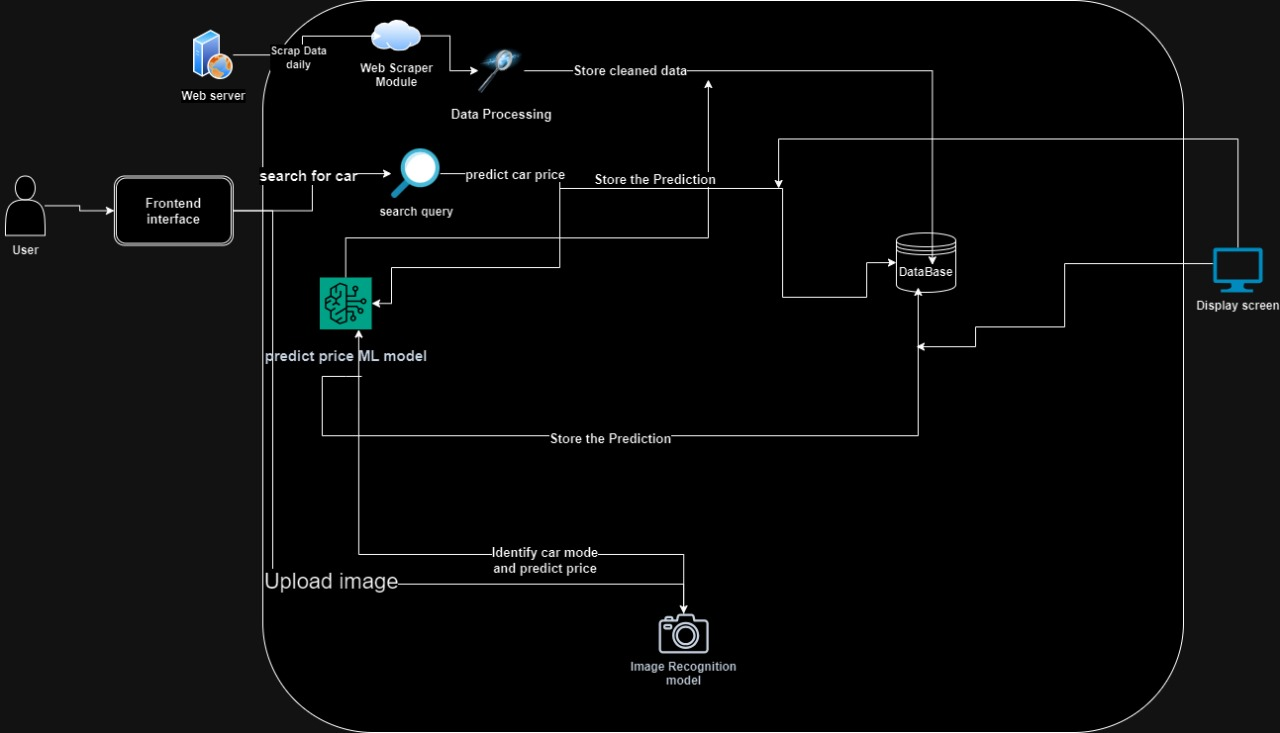 Scrap Data
daily
Web server
Web Scraper
Module
Data Processing
Store cleaned data
search for car
search query
predict car price
Store the Prediction
User
Frontend
interface
DataBase
Display screen
predict price ML model
Store the Prediction
Identify car mode
and predict price
Upload image
Image Recognition
model